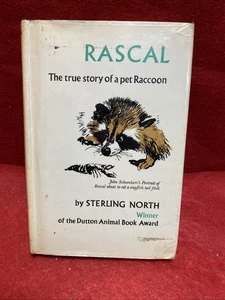 RASCAL
The true story of a pet Raccoon
John Schoenherr's Portrait of
Rascal about to eat a crayfish tail first.
by STERLING NORTH
Winner
of the Dutton Animal Book Award